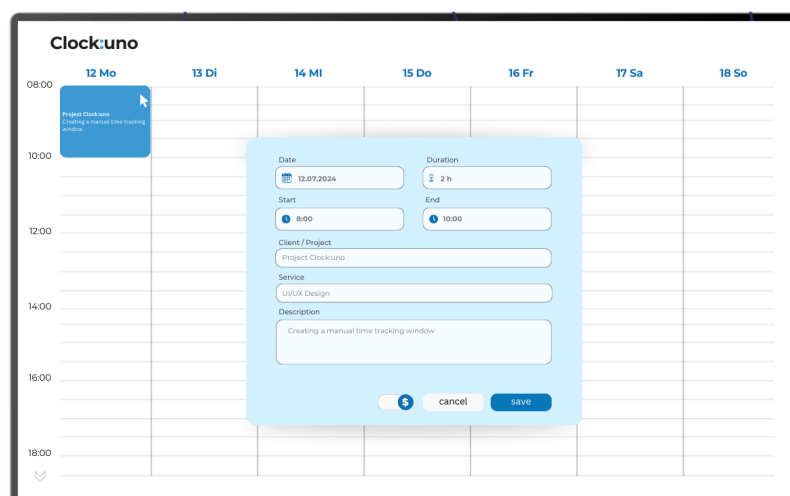 Clock:uno
12 Mo 13 Di 14 MI 15 Do 16 Fr 17 Sa 18 So
08:00
Project Clock:uno
Creating a manual time tracking
window
10:00
12:00
14:00
16:00
18:00
Date Duration
12.07.2024 2 h
Start End
8:00 10:00
Client / Project
Project Clock:uno
Service
UI/UX Design
Description
Creating a manual time tracking window
$ cancel save